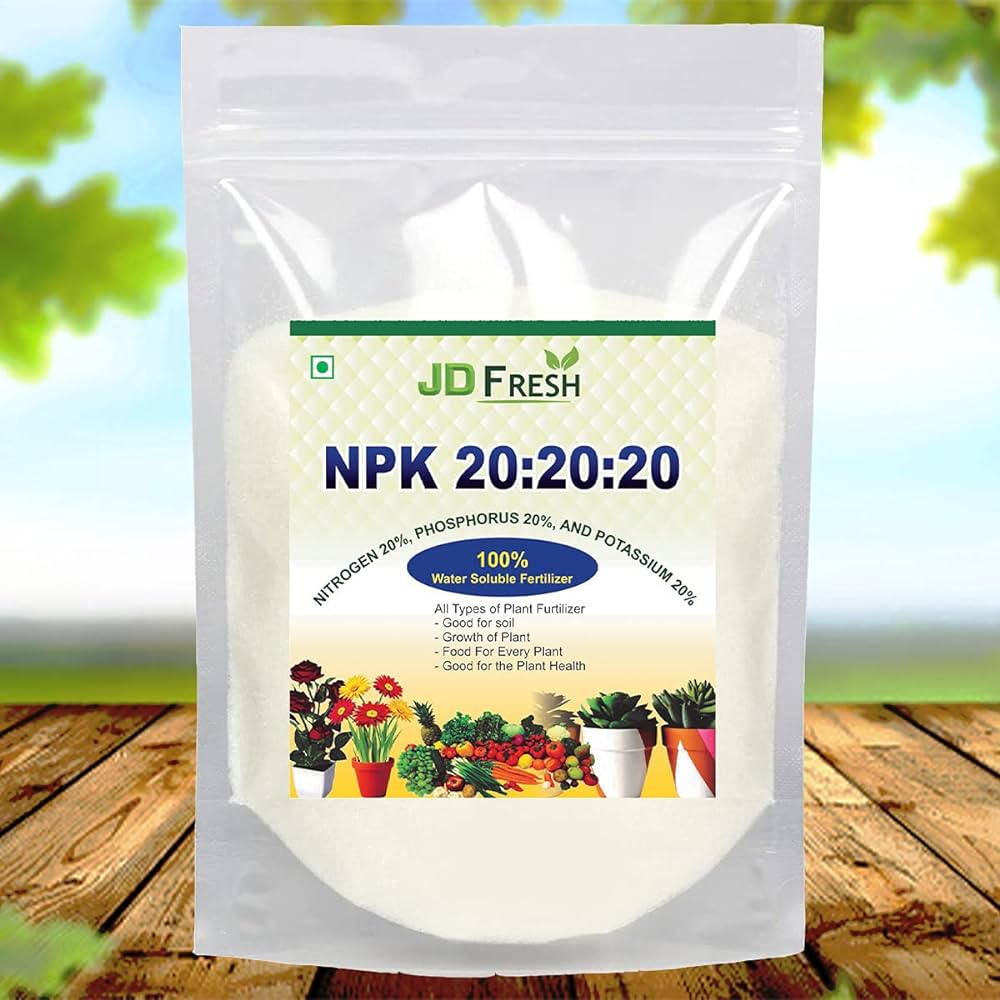 JD FRESH
NPK 20:20:20
NITROGEN 20%, PHOSPHORUS 20%, AND POTASSIUM 20%
100%
Water Soluble Fertilizer
All Types of Plant Furtilizer
- Good for soil
- Growth of Plant
- Food For Every Plant
- Good for the Plant Health